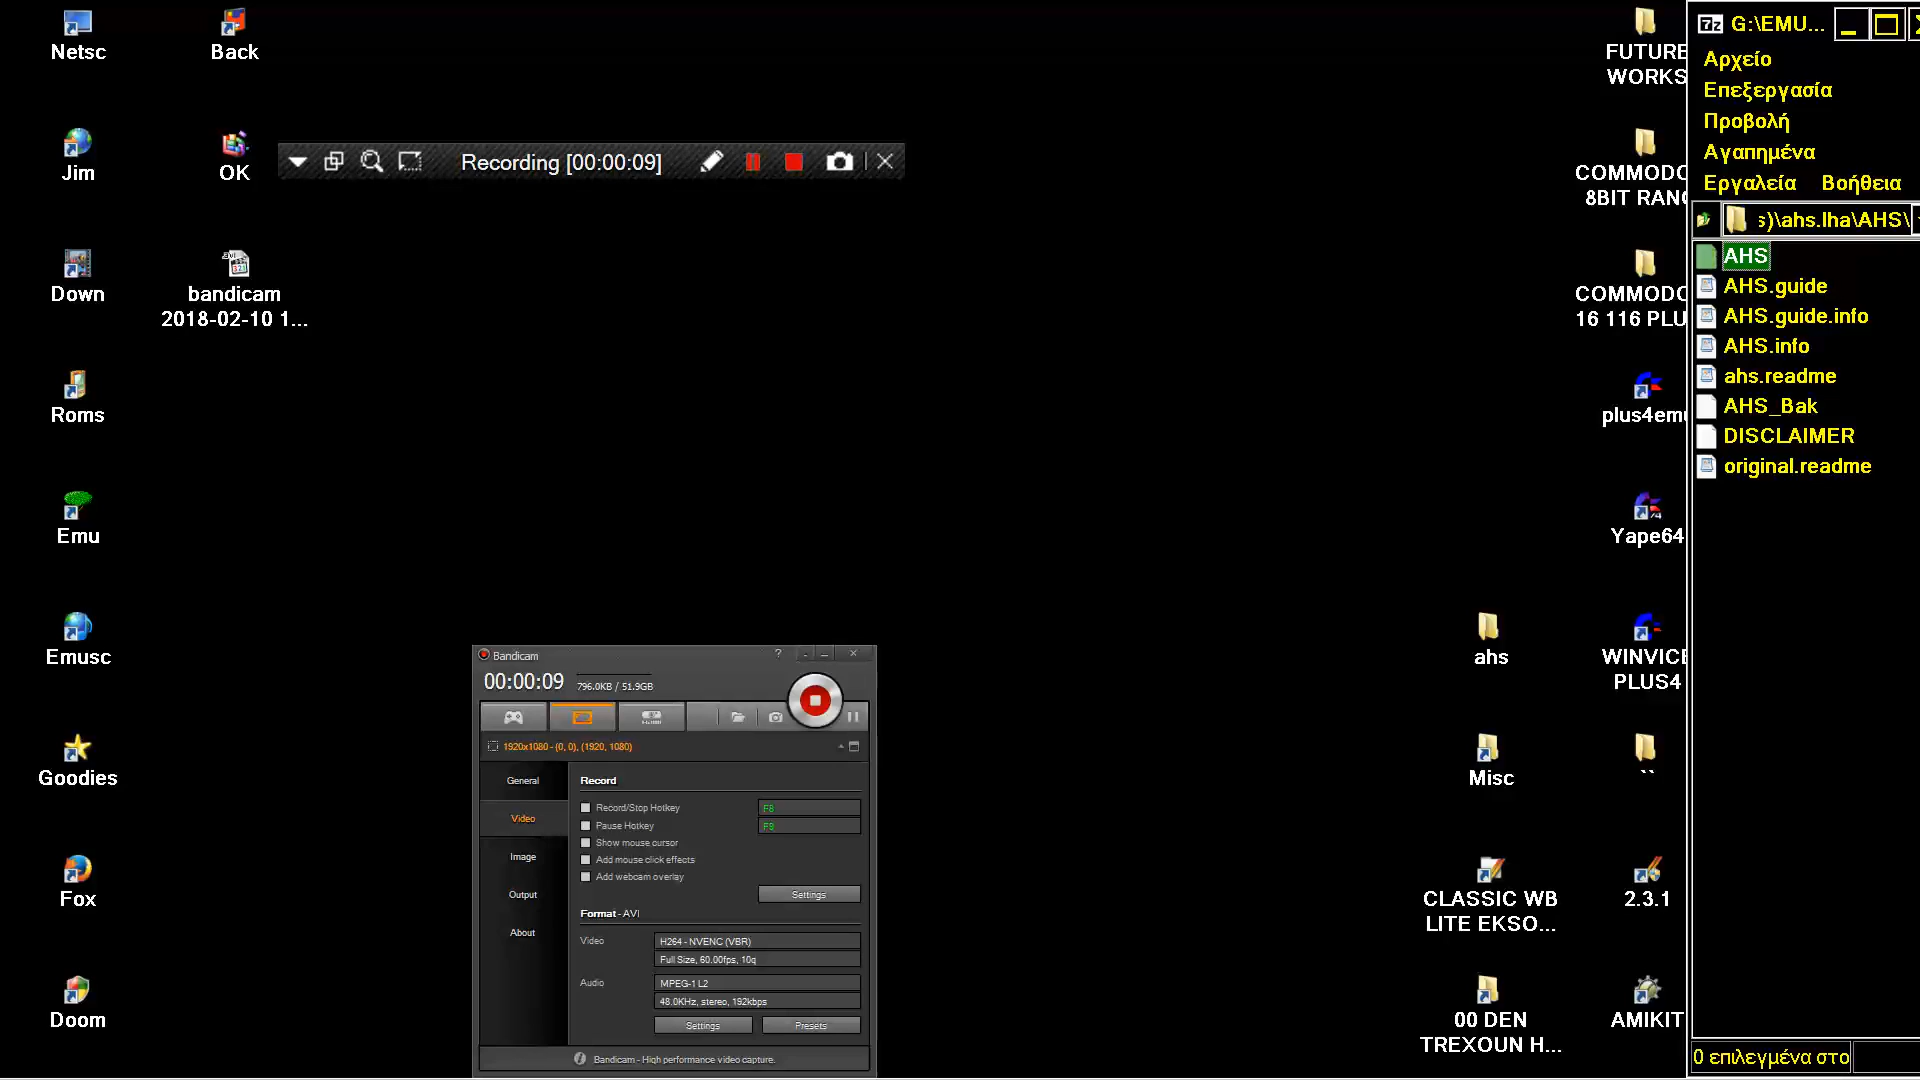 Netsc
Back
Jim
OK
Down
bandicam
2018-02-10 1...
Roms
Emu
Emusc
Goodies
Fox
Doom
Recording [00:00:09]
Bandicam
?
00:00:09
796.0KB / 51.9GB
1920x1080 - (0, 0), (1920, 1080)
General
Video
Image
Output
About
Record
Record/Stop Hotkey
Pause Hotkey
Show mouse cursor
Add mouse click effects
Add webcam overlay
Settings
Format - AVI
Video
H264 - NVENC (VBR)
Full Size, 60.00fps, 10q
Audio
MPEG-1 L2
48.0KHz, stereo, 192kbps
Settings
Presets
Bandicam - High performance video capture.
FUTURE
WORKS
COMMODO
8BIT RANG
COMMODO
16 116 PLU
plus4emu
Yape64
ahs
WINVICE
PLUS4
Misc
``
CLASSIC WB
LITE EKSO...
2.3.1
00 DEN
TREXOUN H...
AMIKIT
7z G:\EMU...
Αρχείο
Επεξεργασία
Προβολή
Αγαπημένα
Εργαλεία Βοήθεια
s)\ahs.lha\AHS\
AHS
AHS.guide
AHS.guide.info
AHS.info
ahs.readme
AHS_Bak
DISCLAIMER
original.readme
0 επιλεγμένα στο